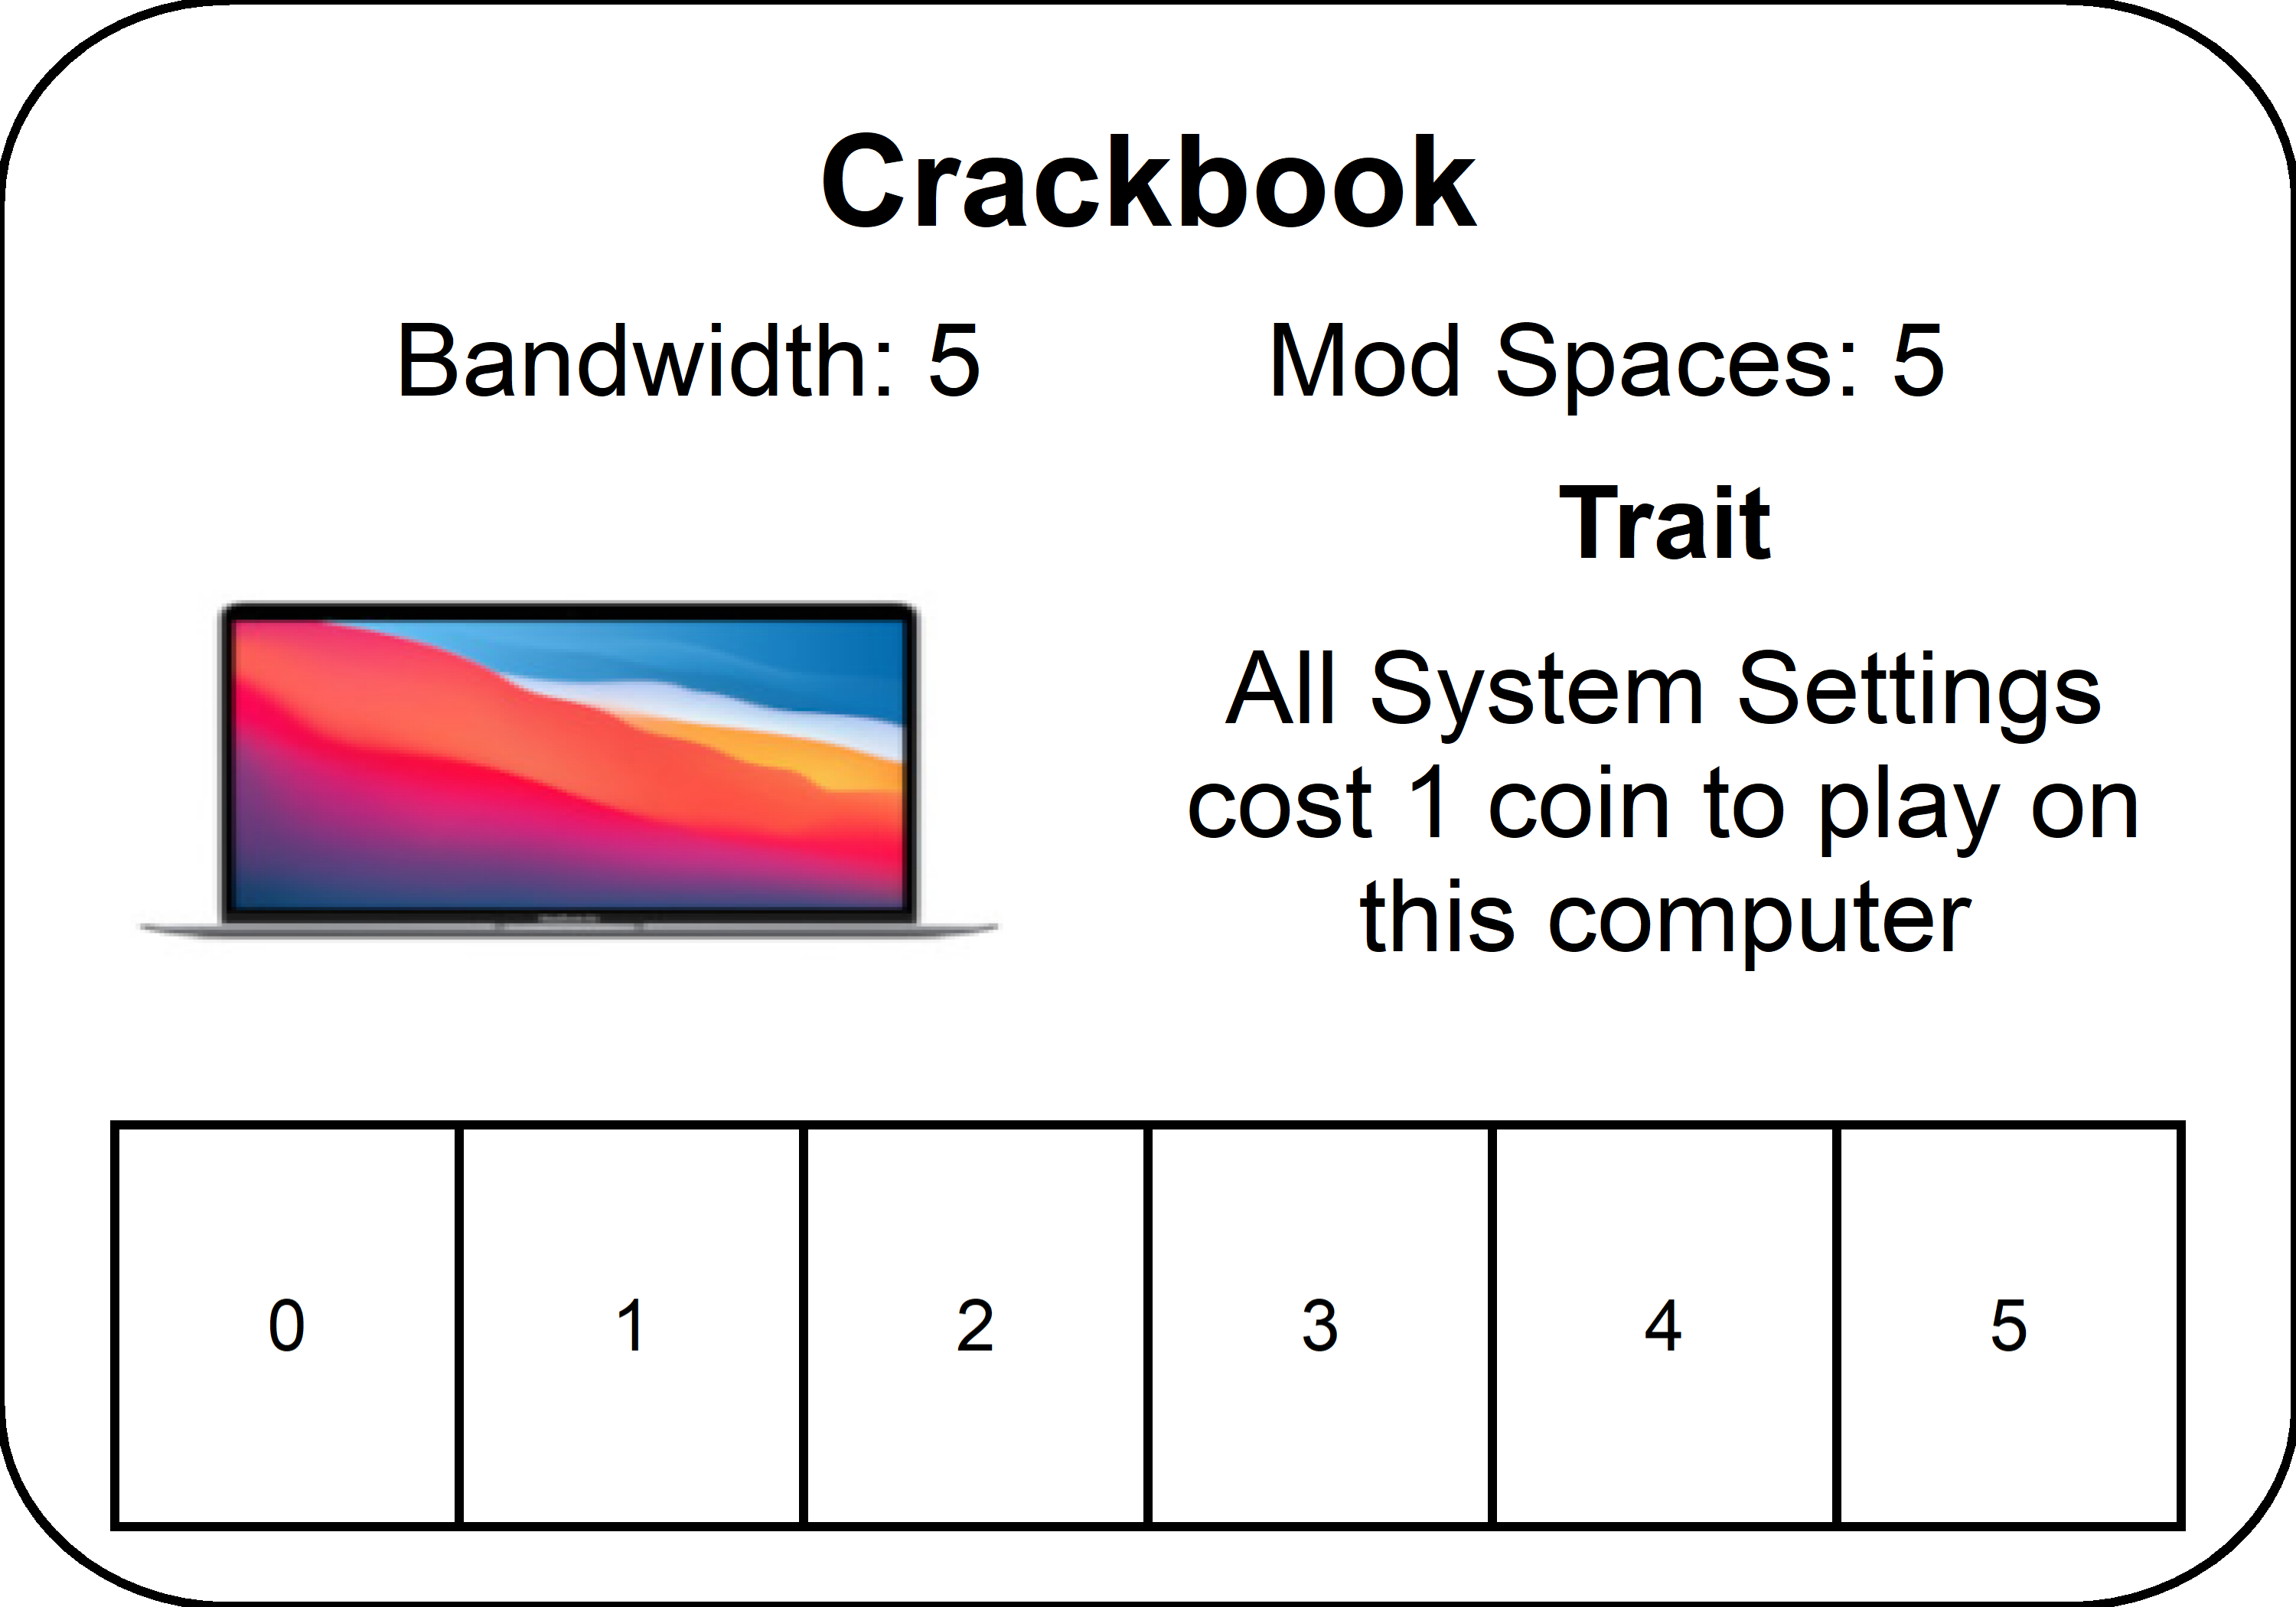 Crackbook
Bandwidth: 5 Mod Spaces: 5
Trait
All System Settings
cost 1 coin to play on
this computer
0 1 2 3 4 5